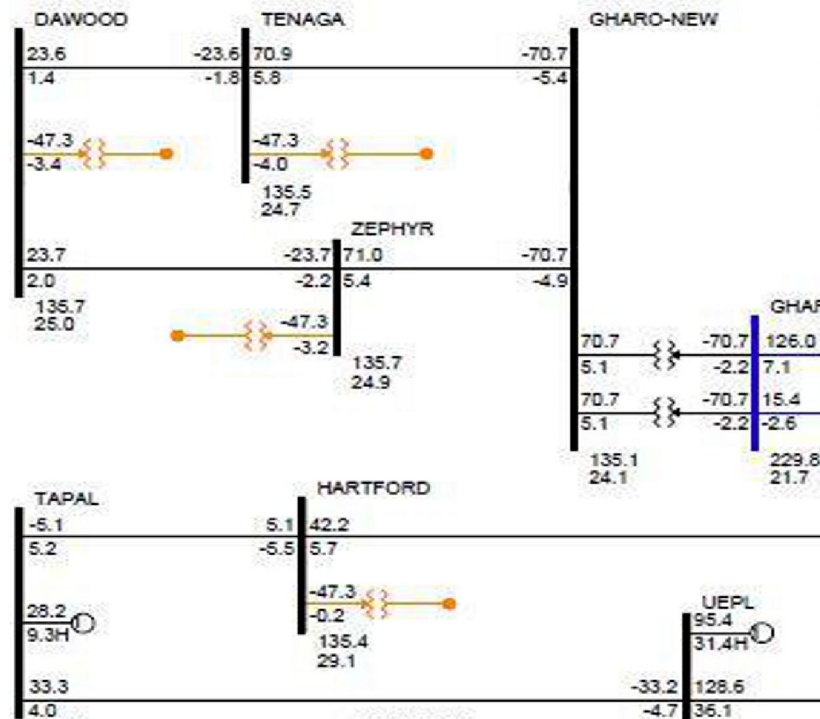 DAWOOD TENAGA GHARO-NEW
23.6 -23.6 70.9 -70.7
1.4 -1.8 5.8 -5.4
-47.3 -47.3
-3.4 -4.0
135.5
24.7
ZEPHYR
23.7 -23.7 71.0 -70.7
2.0 -2.2 5.4 -4.9
135.7
25.0
-47.3
-3.2
135.7
24.9
GHAR
70.7 -70.7 126.0
5.1 -2.2 7.1
70.7 -70.7 15.4
5.1 -2.2 -2.6
135.1 229.8
24.1 21.7
TAPAL HARTFORD
-5.1 5.1 42.2
5.2 -5.5 5.7
28.2 -47.3
9.3H -0.2
135.4
29.1
UEPL
95.4
31.4H
33.3 -33.2 128.6
4.0 -4.7 36.1